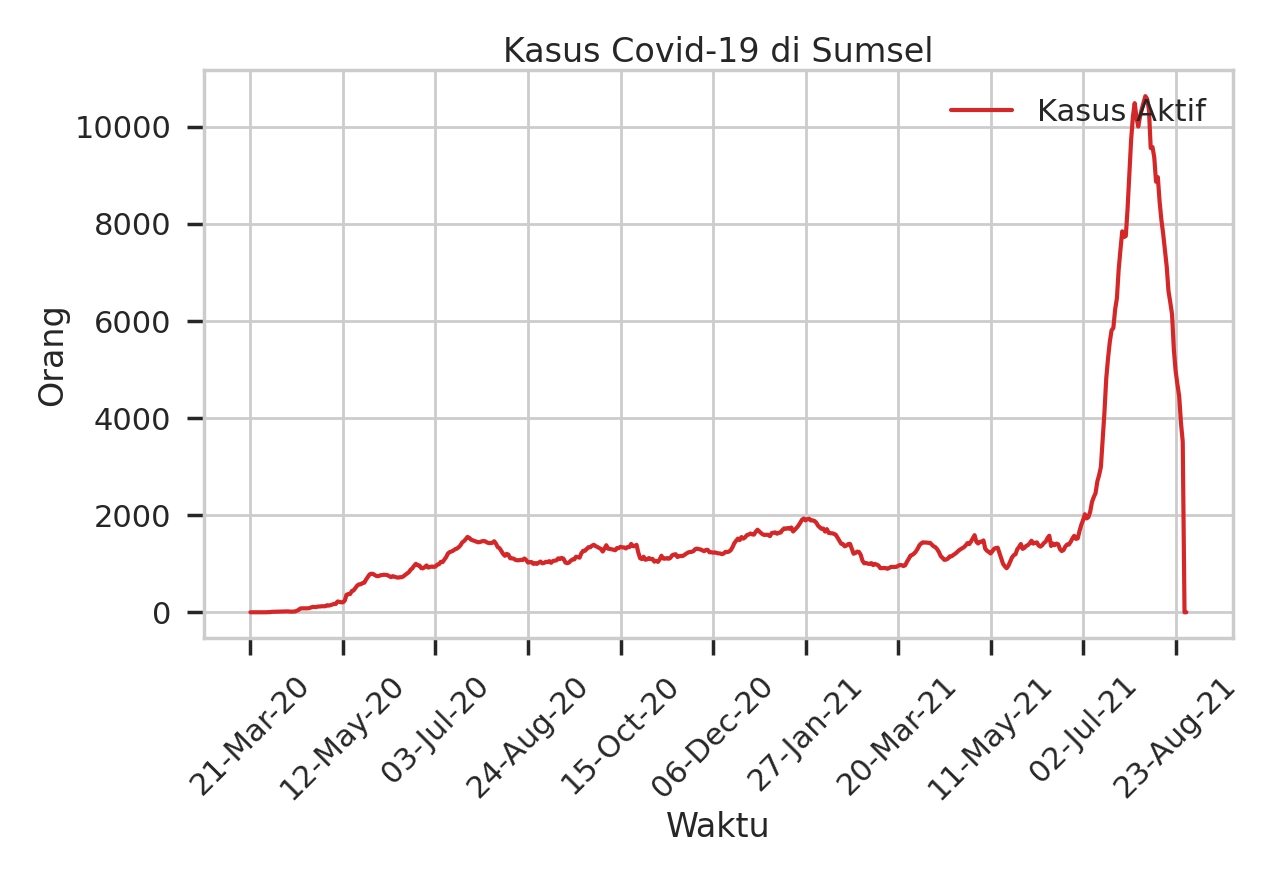 Kasus Covid-19 di Sumsel
Kasus Aktif
Orang
10000
8000
6000
4000
2000
0
21-Mar-20
12-May-20
03-Jul-20
24-Aug-20
15-Oct-20
06-Dec-20
27-Jan-21
20-Mar-21
11-May-21
02-Jul-21
23-Aug-21
Waktu